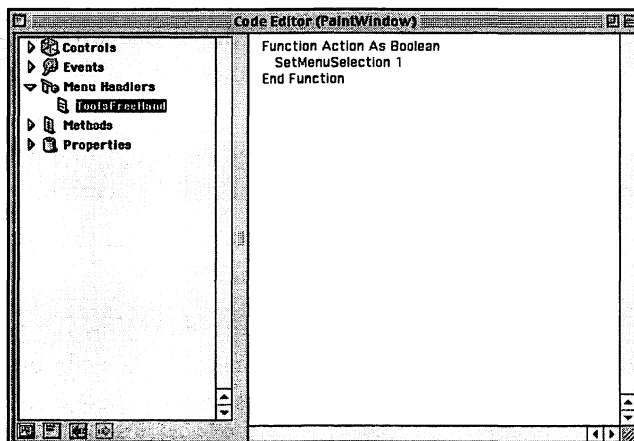 Code Editor (PaintWindow)
Controls
Events
Menu Handlers
ToolsFreeHand
Methods
Properties
Function Action As Boolean
SetMenuSelection 1
End Function